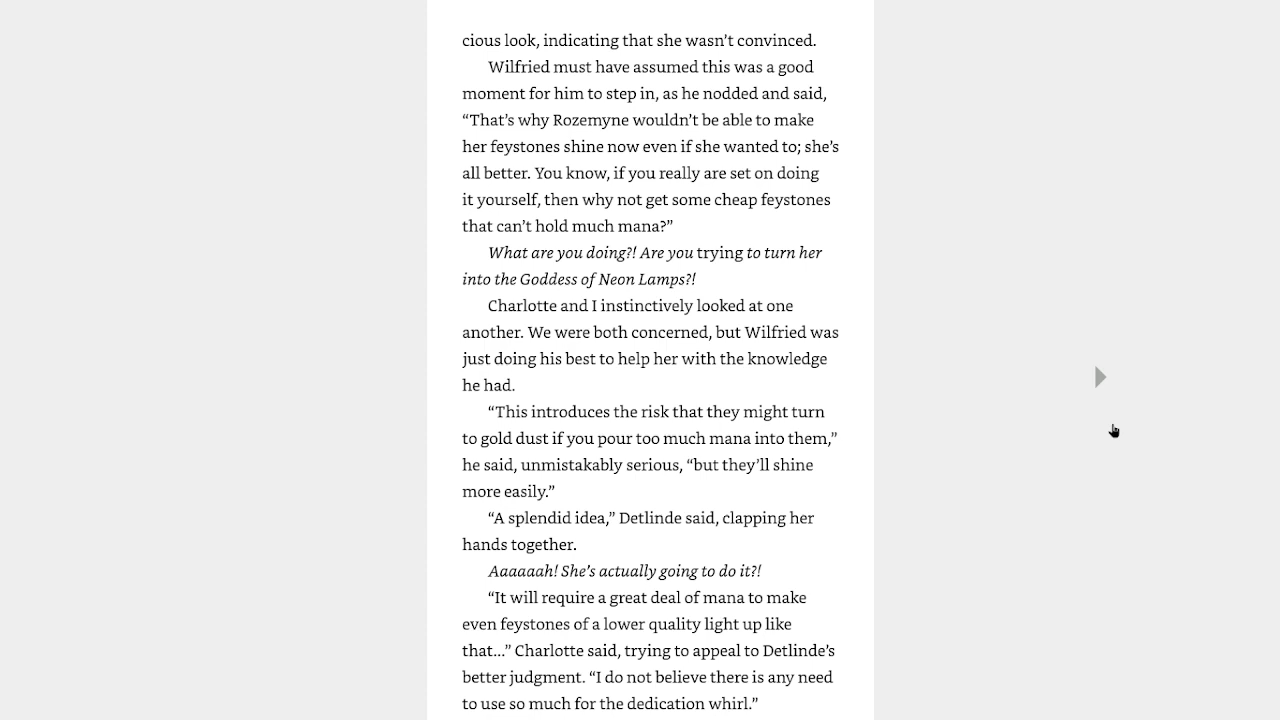 cious look, indicating that she wasn’t convinced.
Wilfried must have assumed this was a good
moment for him to step in, as he nodded and said,
“That’s why Rozemyne wouldn’t be able to make
her feystones shine now even if she wanted to; she’s
all better. You know, if you really are set on doing
it yourself, then why not get some cheap feystones
that can’t hold much mana?”
What are you doing?! Are you trying to turn her
into the Goddess of Neon Lamps?!
Charlotte and I instinctively looked at one
another. We were both concerned, but Wilfried was
just doing his best to help her with the knowledge
he had.
“This introduces the risk that they might turn
to gold dust if you pour too much mana into them,”
he said, unmistakably serious, “but they’ll shine
more easily.”
“A splendid idea,” Detlinde said, clapping her
hands together.
Aaaaaah! She’s actually going to do it?!
“It will require a great deal of mana to make
even feystones of a lower quality light up like
that...” Charlotte said, trying to appeal to Detlinde’s
better judgment. “I do not believe there is any need
to use so much for the dedication whirl.”